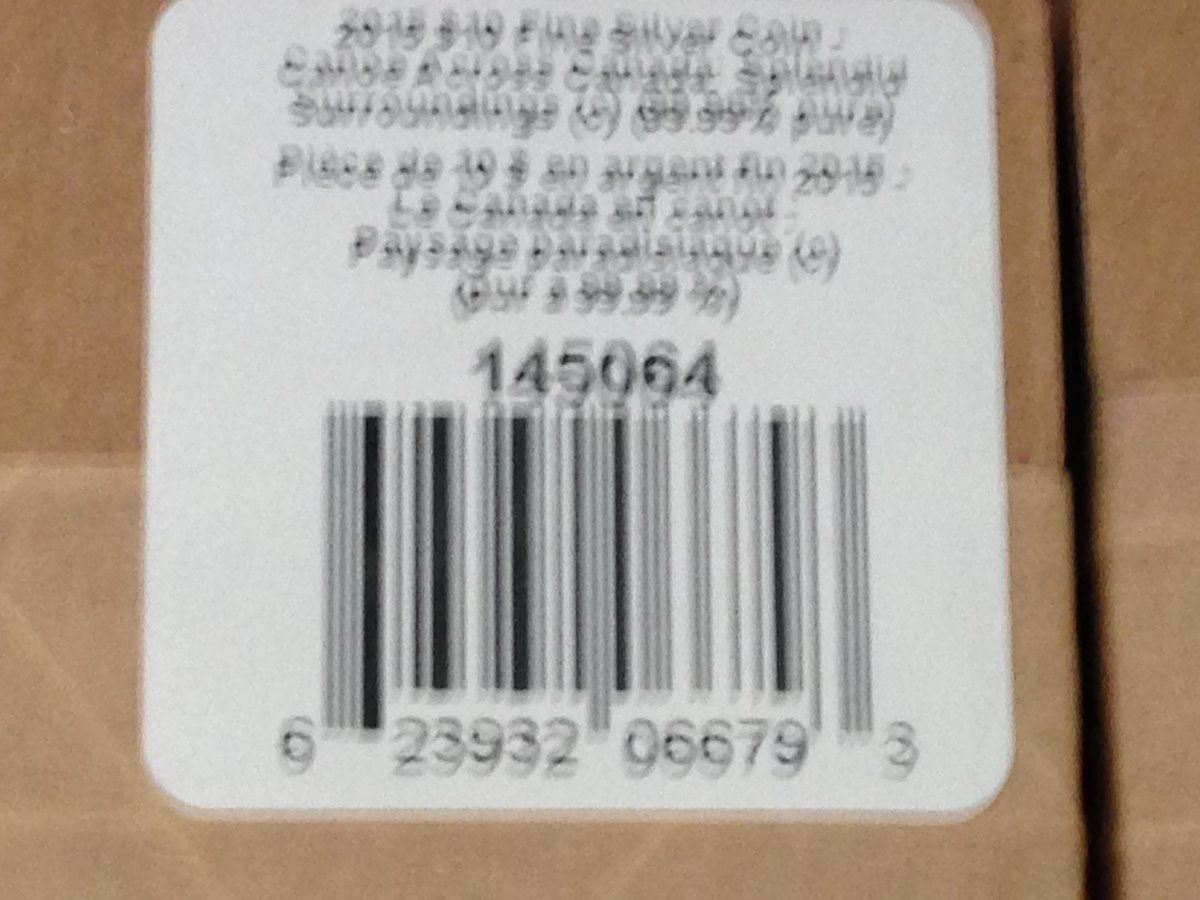 2015 $10 Fine Silver Coin :
Canoe Across Canada: Splendid
Surroundings (c) (99.99% pure)
Pièce de 10 $ en argent fin 2015 :
Le Canada en canot :
Paysage paradisiaque (c)
(pur à 99,99 %)
145064
6 23932 06679 3